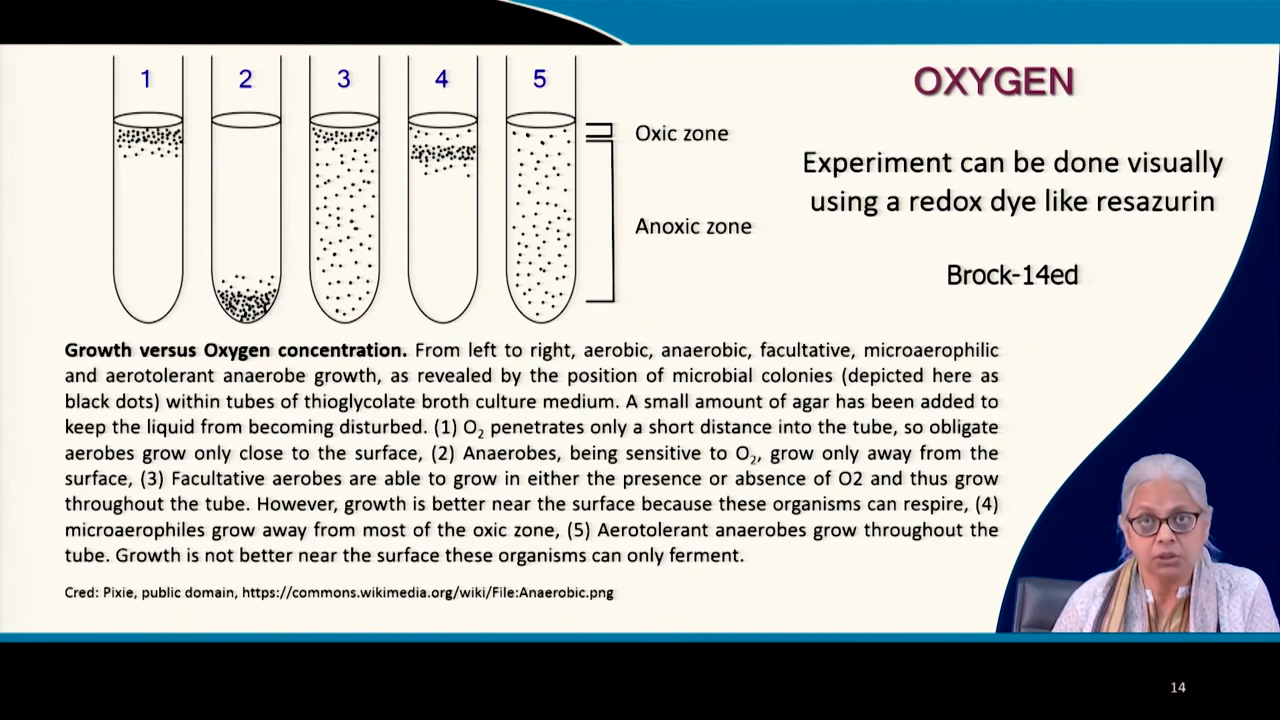 1 2 3 4 5
Oxic zone
Anoxic zone
OXYGEN
Experiment can be done visually
using a redox dye like resazurin
Brock-14ed
Growth versus Oxygen concentration. From left to right, aerobic, anaerobic, facultative, microaerophilic
and aerotolerant anaerobe growth, as revealed by the position of microbial colonies (depicted here as
black dots) within tubes of thioglycolate broth culture medium. A small amount of agar has been added to
keep the liquid from becoming disturbed. (1) O₂ penetrates only a short distance into the tube, so obligate
aerobes grow only close to the surface, (2) Anaerobes, being sensitive to O₂, grow only away from the
surface, (3) Facultative aerobes are able to grow in either the presence or absence of O2 and thus grow
throughout the tube. However, growth is better near the surface because these organisms can respire, (4)
microaerophiles grow away from most of the oxic zone, (5) Aerotolerant anaerobes grow throughout the
tube. Growth is not better near the surface these organisms can only ferment.
Cred: Pixie, public domain, https://commons.wikimedia.org/wiki/File:Anaerobic.png
14